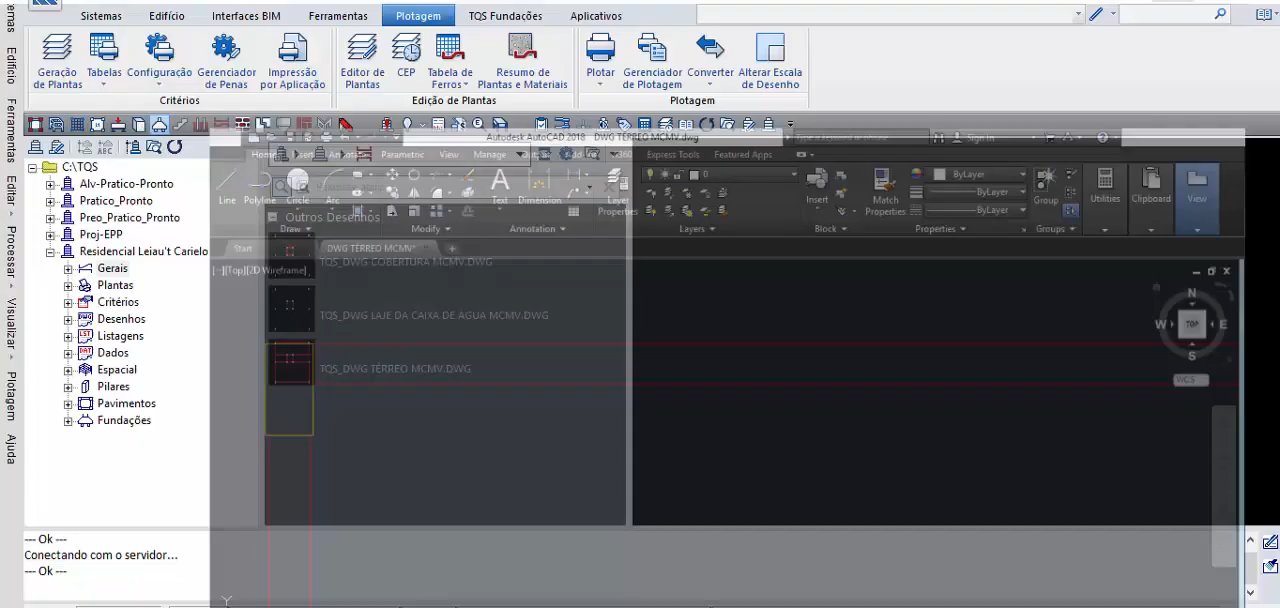 Sistemas Edifício Interfaces BIM Ferramentas Plotagem TQS Fundações Aplicativos
Geração de Plantas
Tabelas
Configuração
Gerenciador de Penas
Impressão por Aplicação
Editor de Plantas
CEP
Tabela de Ferros
Resumo de Plantas e Materiais
Plotar
Gerenciador de Plotagem
Converter
Alterar Escala de Desenho
Critérios
Edição de Plantas
Plotagem
Edifício
Ferramentas
Editar
Processar
Visualizar
Plotagem
Ajuda
C:\TQS
Alv-Pratico-Pronto
Pratico_Pronto
Preo_Pratico_Pronto
Proj-EPP
Residencial Leiau't Carielo
Gerais
Plantas
Critérios
Desenhos
Listagens
Dados
Espacial
Pilares
Pavimentos
Fundações
Autodesk AutoCAD 2018 DWG TÉRREO MCMV.dwg
Sign In
Home Parametric View Manage Express Tools Featured Apps
Line Polyline Circle Arc
Text Dimension
Layer Properties
0
Insert
Match Properties
ByLayer
ByLayer
ByLayer
Group
Utilities
Clipboard
View
Outros Desenhos
Draw Modify Annotation Layers Block Properties Groups
Start DWG TÉRREO MCMV*
[−][Top][2D Wireframe]
TQS_DWG COBERTURA MCMV.DWG
TQS_DWG LAJE DA CAIXA DE ÁGUA MCMV.DWG
TQS_DWG TÉRREO MCMV.DWG
N
W TOP E
S
WCS
--- Ok ---
Conectando com o servidor...
--- Ok ---
Y